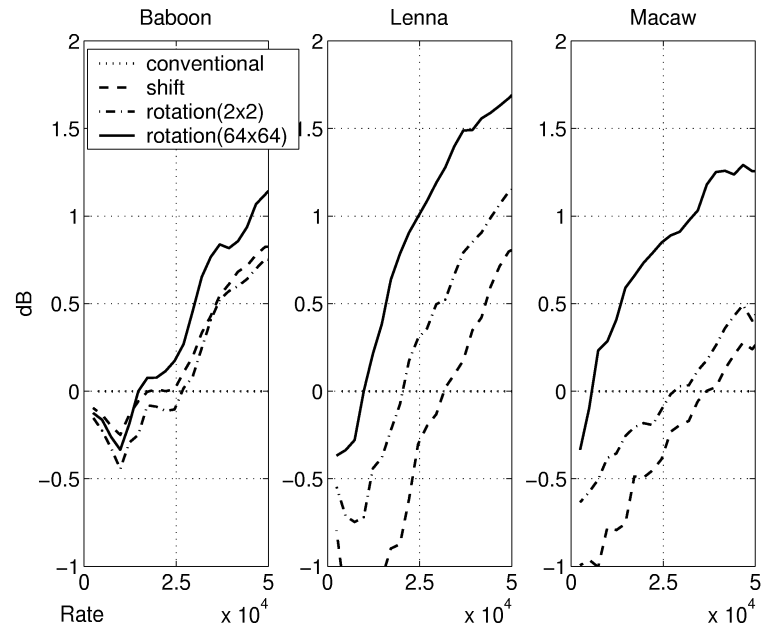 Baboon
Lenna
Macaw
conventional
shift
rotation(2x2)
rotation(64x64)
dB
2
1.5
1
0.5
0
−0.5
−1
0
2.5
5
x 10^4
Rate
2
1.5
1
0.5
0
−0.5
−1
0
2.5
5
x 10^4
2
1.5
1
0.5
0
−0.5
−1
0
2.5
5
x 10^4